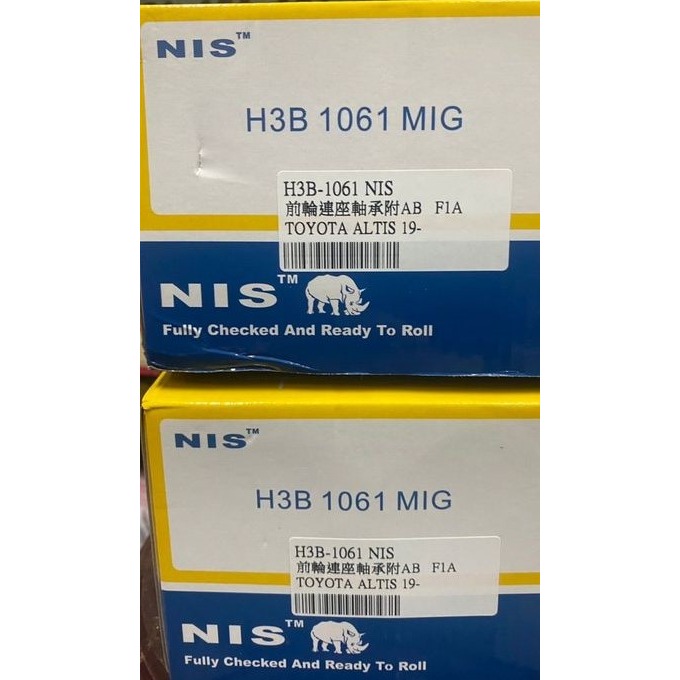 NIS™
H3B 1061 MIG
H3B-1061 NIS
前輪連座軸承附AB F1A
TOYOTA ALTIS 19-
NIS™
Fully Checked And Ready To Roll
NIS™
H3B 1061 MIG
H3B-1061 NIS
前輪連座軸承附AB F1A
TOYOTA ALTIS 19-
NIS™
Fully Checked And Ready To Roll